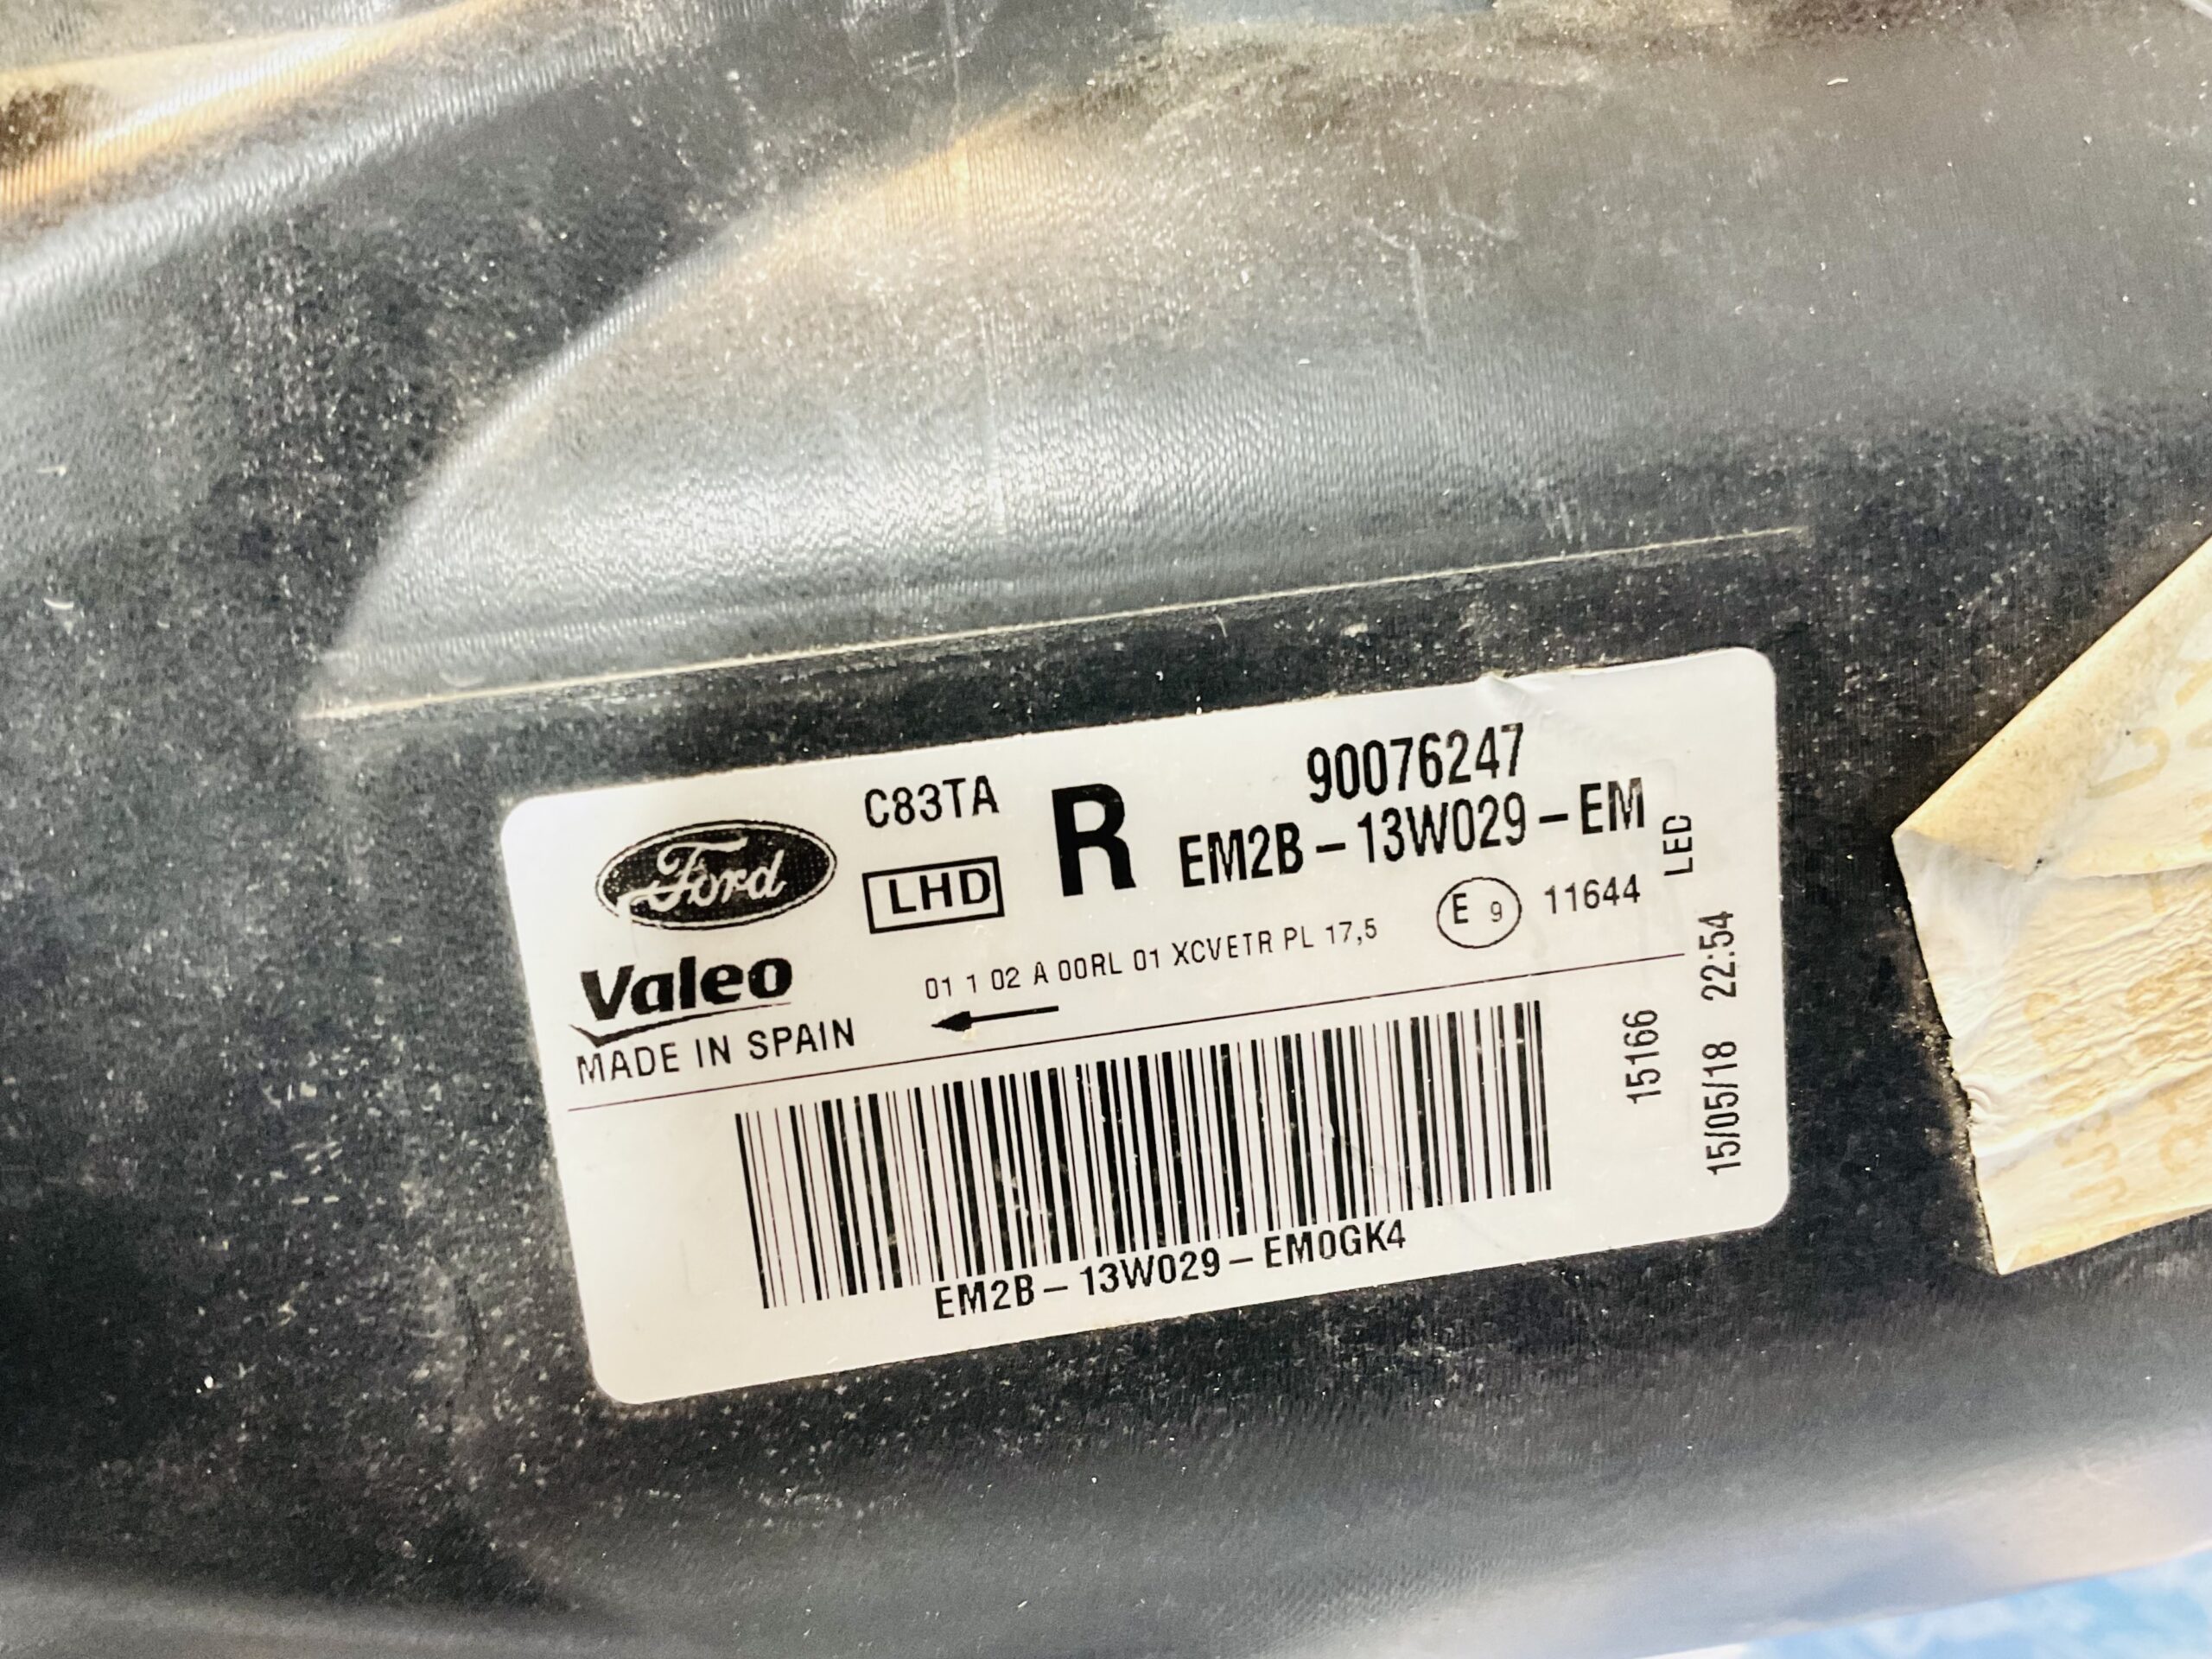 Ford
C83TA
LHD
R
90076247
EM2B-13W029-EM
LED
Valeo
MADE IN SPAIN
01 1 02 A 00RL 01 XCVETR PL 17,5
E 9
11644
15166
15/05/18 22:54
EM2B-13W029-EM0GK4